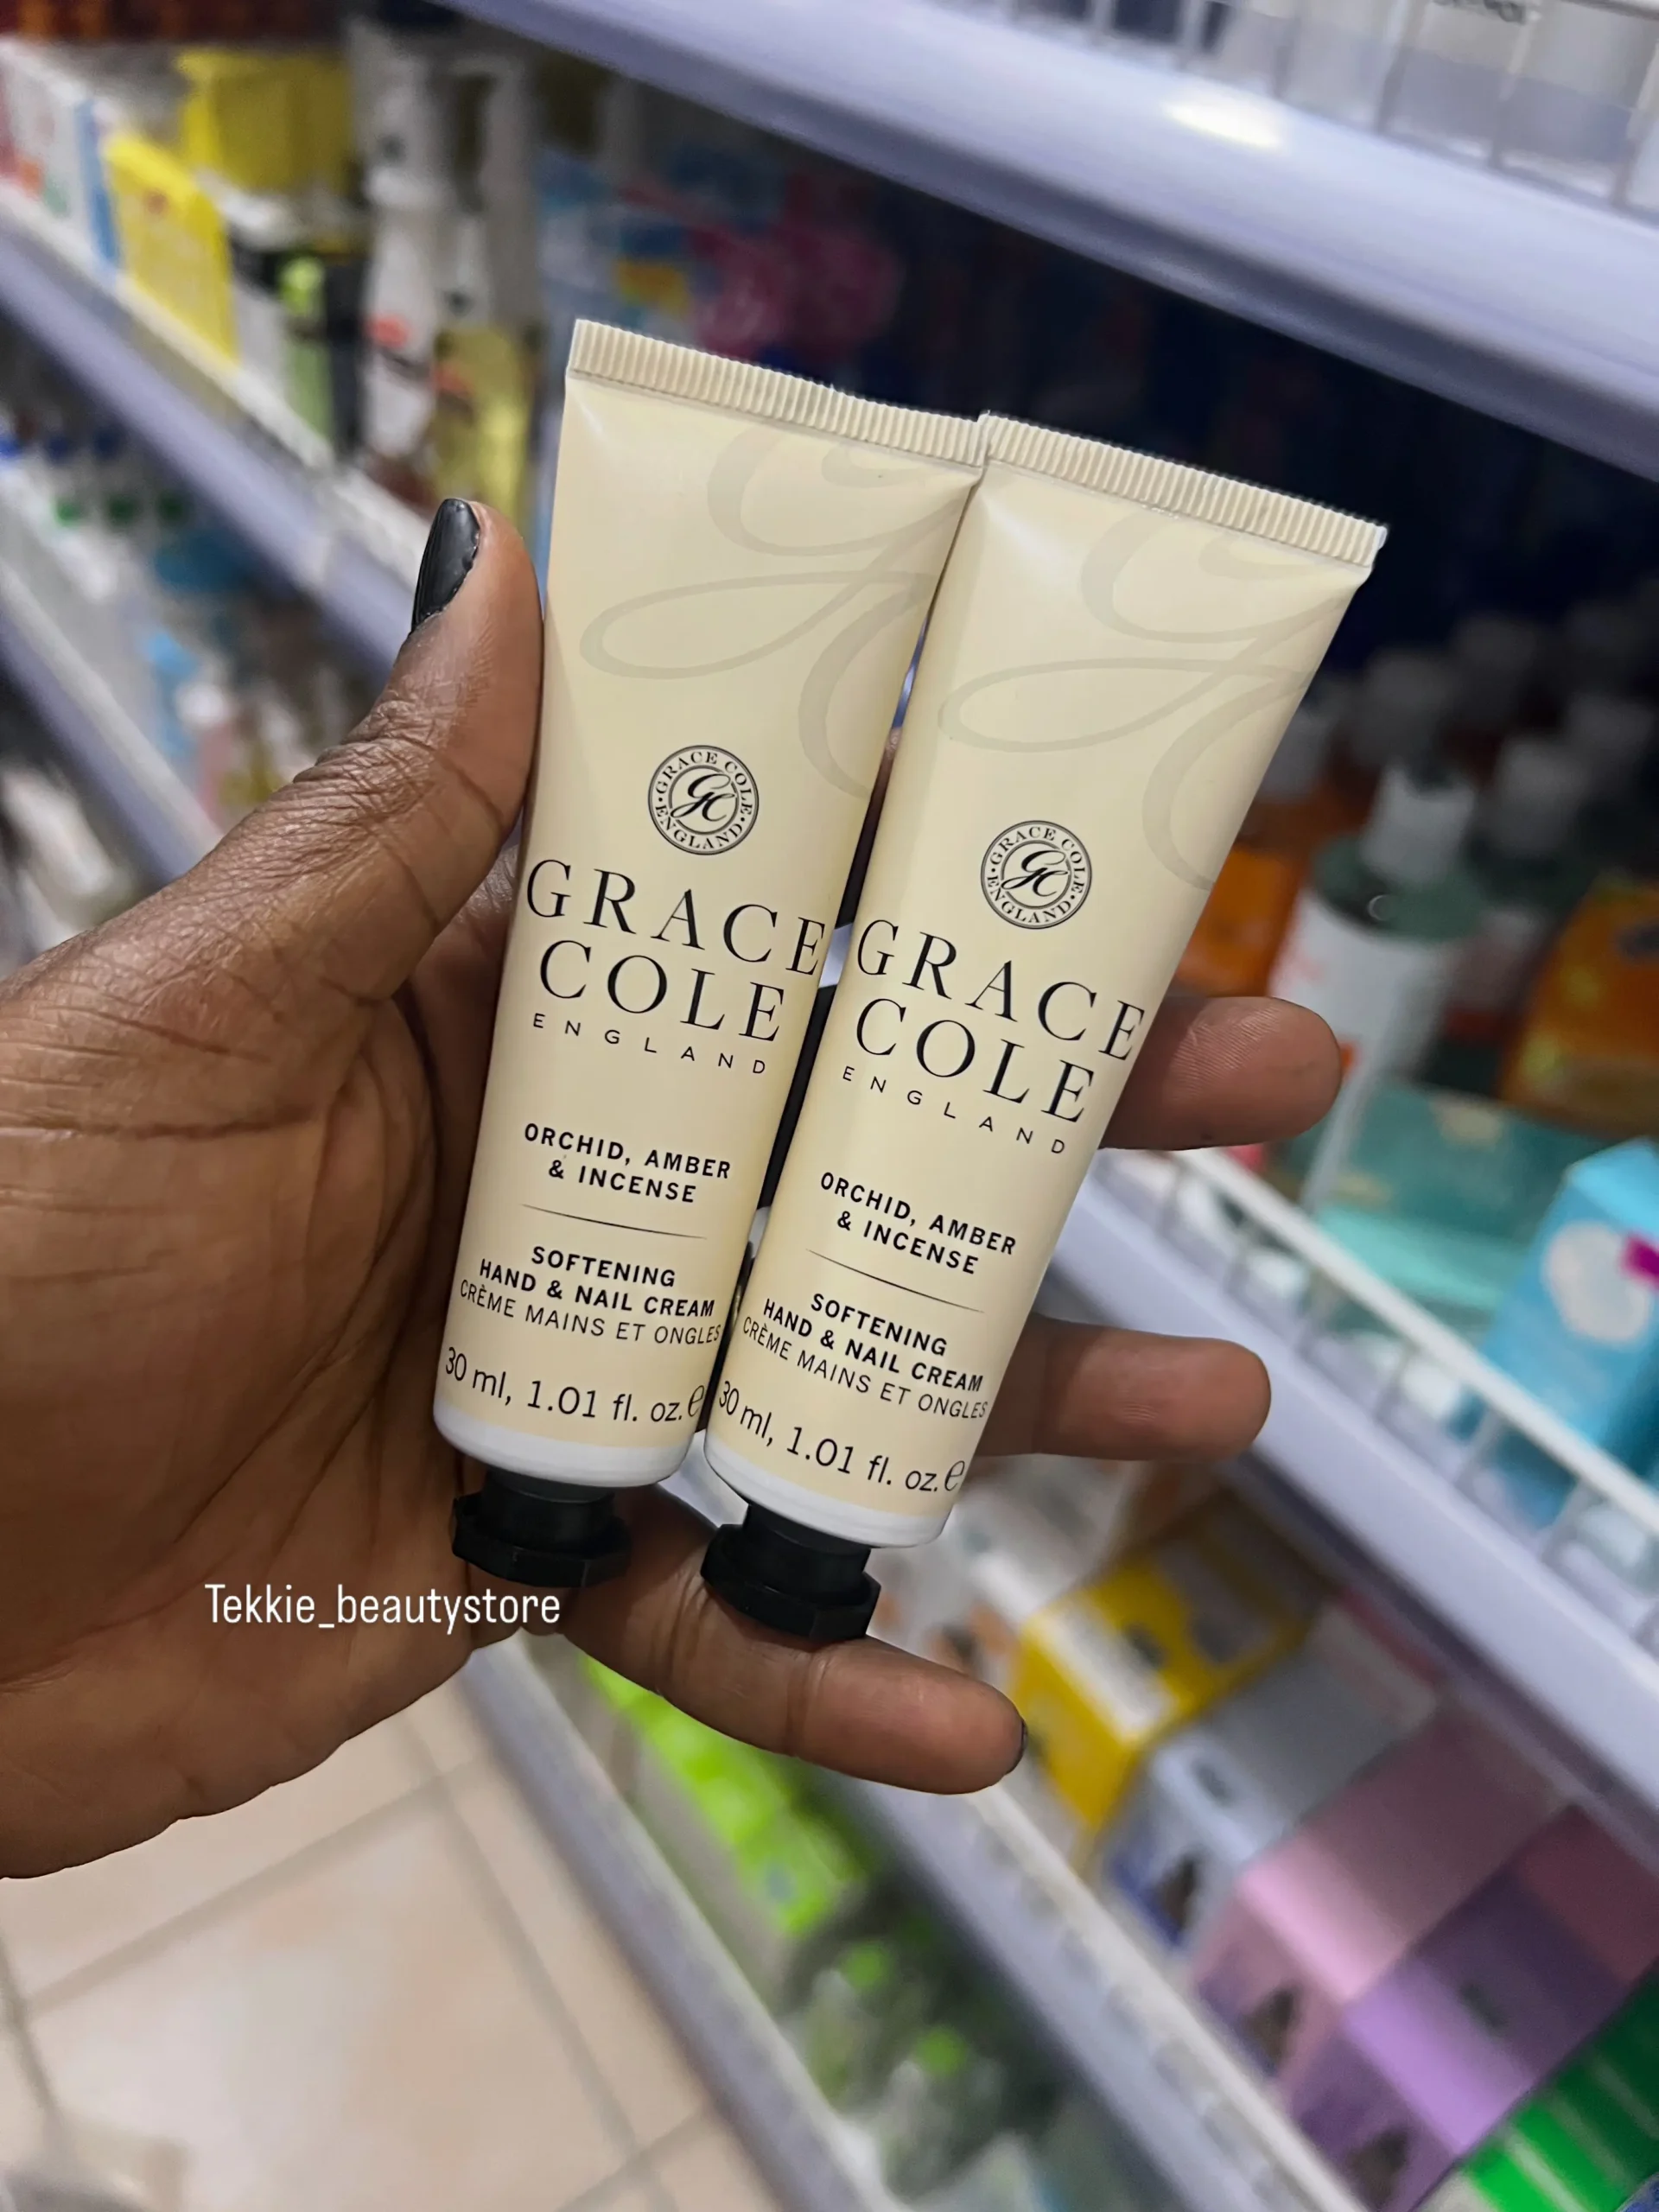 GRACE COLE · ENGLAND ·
GC
GRACE
COLE
ENGLAND
ORCHID, AMBER
& INCENSE
SOFTENING
HAND & NAIL CREAM
CRÈME MAINS ET ONGLES
30 ml, 1.01 fl. oz. e
GRACE COLE · ENGLAND ·
GC
GRACE
COLE
ENGLAND
ORCHID, AMBER
& INCENSE
SOFTENING
HAND & NAIL CREAM
CRÈME MAINS ET ONGLES
30 ml, 1.01 fl. oz. e
Tekkie_beautystore